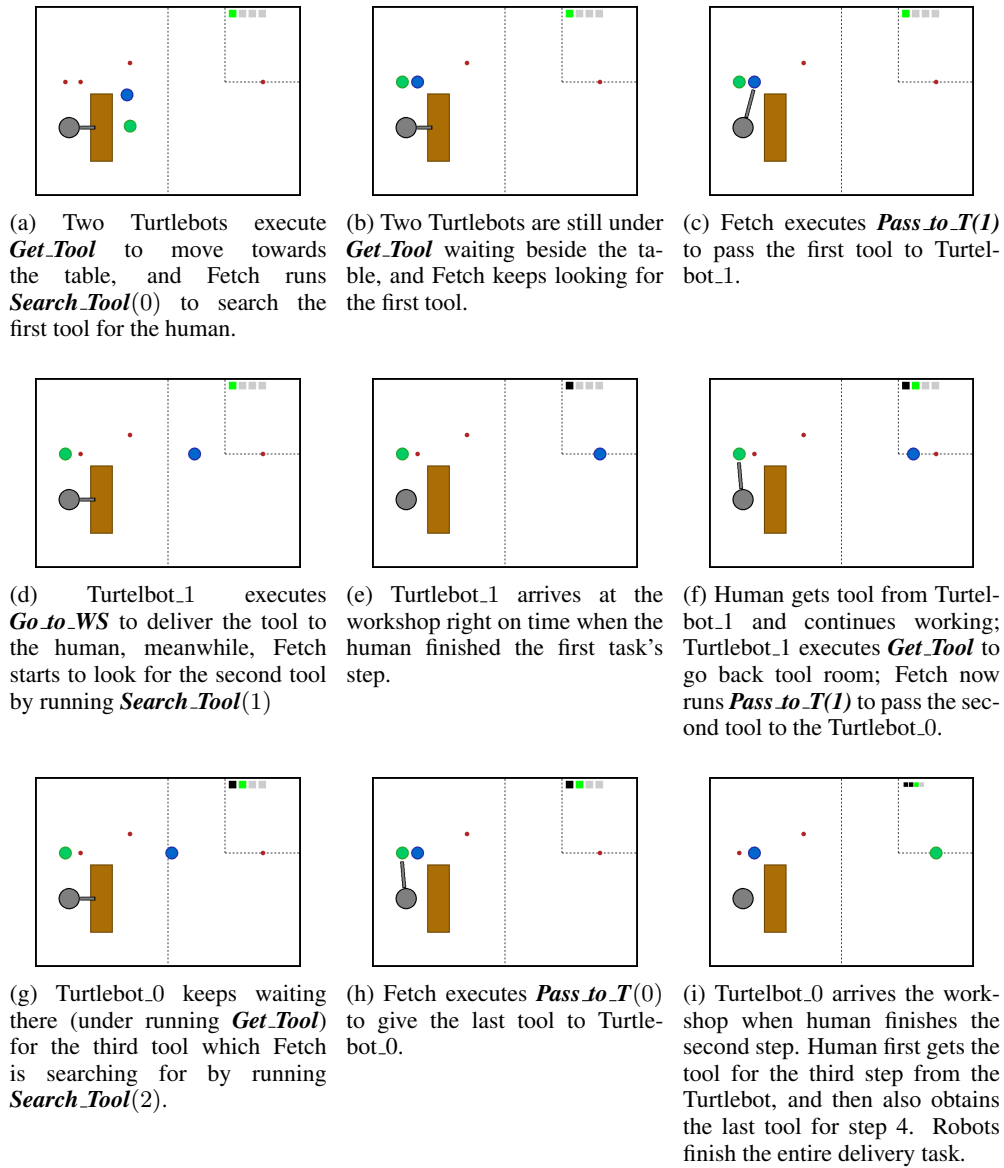 (a) Two Turtlebots execute
Get_Tool to move towards
the table, and Fetch runs
Search_Tool(0) to search the
first tool for the human.
(b) Two Turtlebots are still under
Get_Tool waiting beside the ta-
ble, and Fetch keeps looking for
the first tool.
(c) Fetch executes Pass_to_T(1)
to pass the first tool to Turtel-
bot_1.
(d) Turtelbot_1 executes
Go_to_WS to deliver the tool to
the human, meanwhile, Fetch
starts to look for the second tool
by running Search_Tool(1)
(e) Turtlebot_1 arrives at the
workshop right on time when the
human finished the first task's
step.
(f) Human gets tool from Turtel-
bot_1 and continues working;
Turtlebot_1 executes Get_Tool to
go back tool room; Fetch now
runs Pass_to_T(1) to pass the sec-
ond tool to the Turtlebot_0.
(g) Turtlebot_0 keeps waiting
there (under running Get_Tool)
for the third tool which Fetch
is searching for by running
Search_Tool(2).
(h) Fetch executes Pass_to_T(0)
to give the last tool to Turtle-
bot_0.
(i) Turtelbot_0 arrives the work-
shop when human finishes the
second step. Human first gets the
tool for the third step from the
Turtlebot, and then also obtains
the last tool for step 4. Robots
finish the entire delivery task.